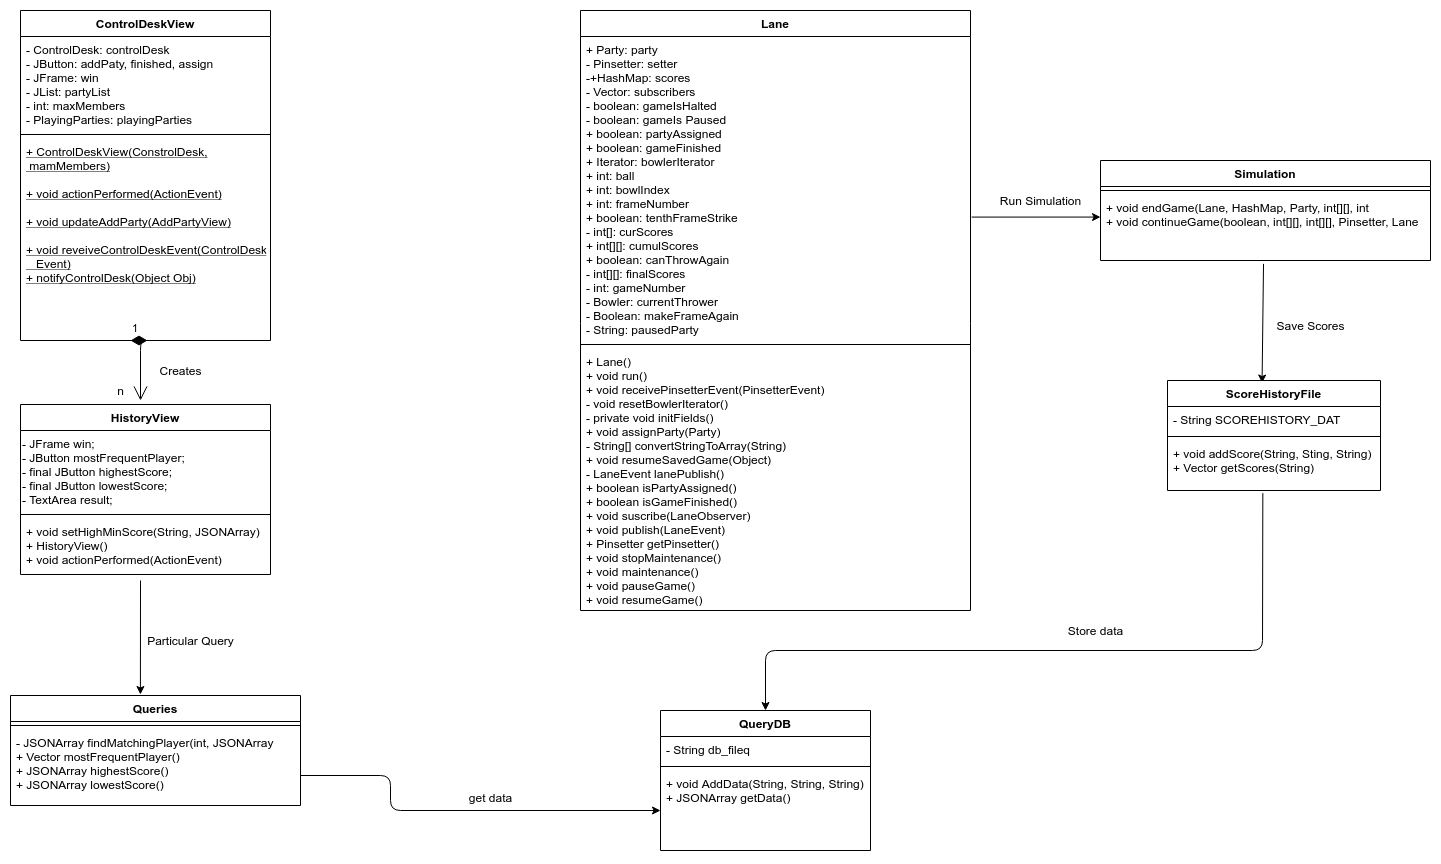 ControlDeskView
- ControlDesk: controlDesk
- JButton: addPaty, finished, assign
- JFrame: win
- JList: partyList
- int: maxMembers
- PlayingParties: playingParties
+ ControlDeskView(ConstrolDesk,
mamMembers)
+ void actionPerformed(ActionEvent)
+ void updateAddParty(AddPartyView)
+ void reveiveControlDeskEvent(ControlDesk
Event)
+ notifyControlDesk(Object Obj)
1
Creates
n
HistoryView
- JFrame win;
- JButton mostFrequentPlayer;
- final JButton highestScore;
- final JButton lowestScore;
- TextArea result;
+ void setHighMinScore(String, JSONArray)
+ HistoryView()
+ void actionPerformed(ActionEvent)
Particular Query
Queries
- JSONArray findMatchingPlayer(int, JSONArray
+ Vector mostFrequentPlayer()
+ JSONArray highestScore()
+ JSONArray lowestScore()
get data
Lane
+ Party: party
- Pinsetter: setter
-+HashMap: scores
- Vector: subscribers
- boolean: gameIsHalted
- boolean: gameIs Paused
+ boolean: partyAssigned
+ boolean: gameFinished
+ Iterator: bowlerIterator
+ int: ball
+ int: bowlIndex
+ int: frameNumber
+ boolean: tenthFrameStrike
- int[]: curScores
+ int[][]: cumulScores
+ boolean: canThrowAgain
- int[][]: finalScores
- int: gameNumber
- Bowler: currentThrower
- Boolean: makeFrameAgain
- String: pausedParty
+ Lane()
+ void run()
+ void receivePinsetterEvent(PinsetterEvent)
- void resetBowlerIterator()
- private void initFields()
+ void assignParty(Party)
- String[] convertStringToArray(String)
+ void resumeSavedGame(Object)
- LaneEvent lanePublish()
+ boolean isPartyAssigned()
+ boolean isGameFinished()
+ void suscribe(LaneObserver)
+ void publish(LaneEvent)
+ Pinsetter getPinsetter()
+ void stopMaintenance()
+ void maintenance()
+ void pauseGame()
+ void resumeGame()
Run Simulation
Simulation
+ void endGame(Lane, HashMap, Party, int[][], int
+ void continueGame(boolean, int[][], int[][], Pinsetter, Lane
Save Scores
ScoreHistoryFile
- String SCOREHISTORY_DAT
+ void addScore(String, Sting, String)
+ Vector getScores(String)
Store data
QueryDB
- String db_fileq
+ void AddData(String, String, String)
+ JSONArray getData()